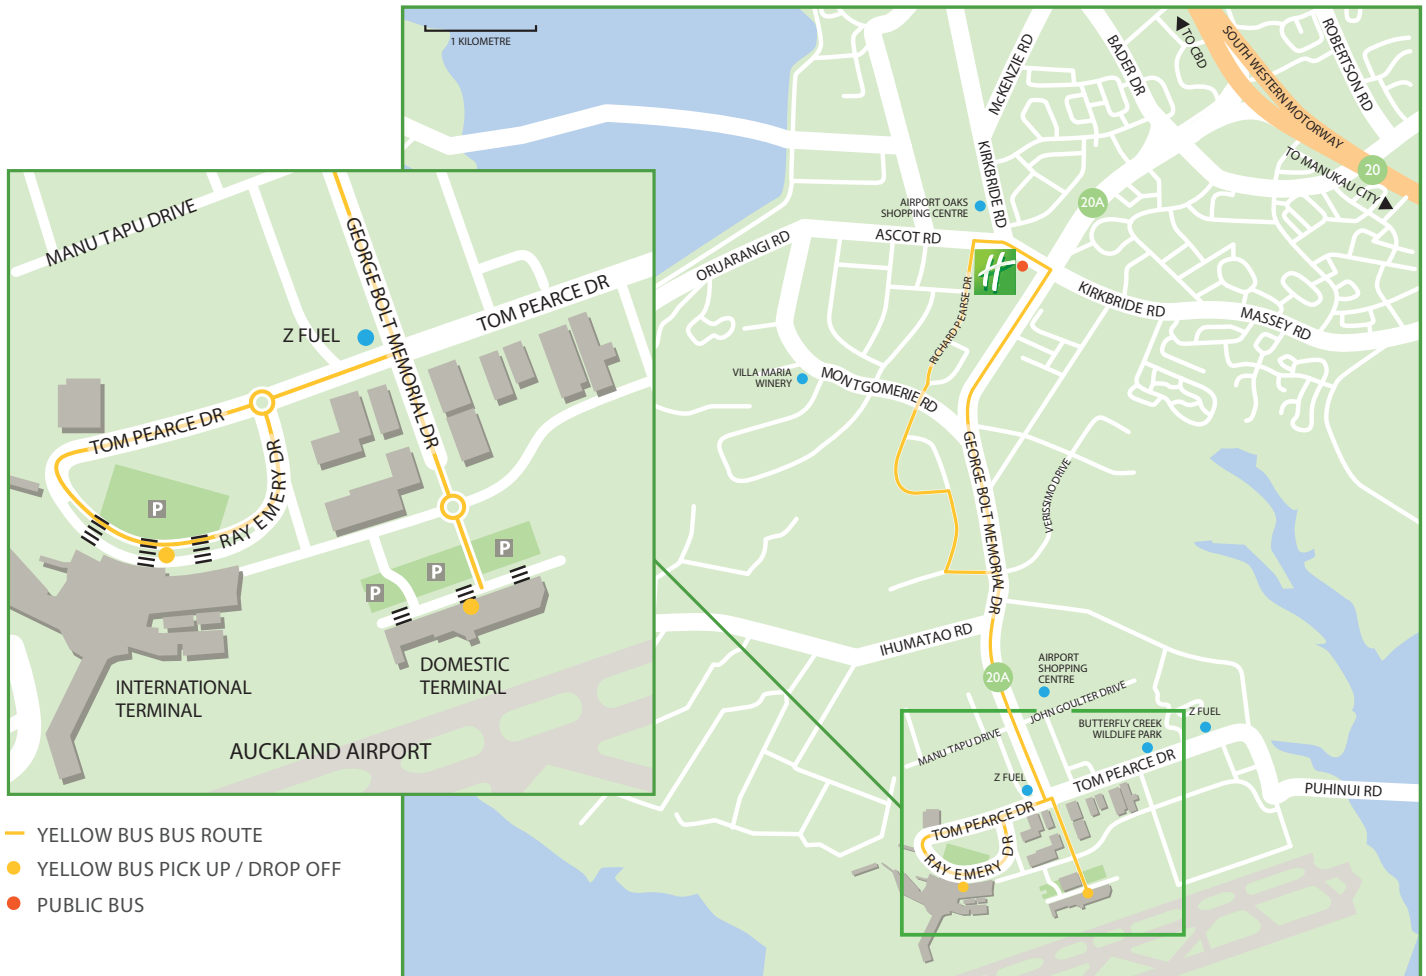 1 KILOMETRE
McKENZIE RD
BADER DR
TO CBD
SOUTH WESTERN MOTORWAY
ROBERTSON RD
KIRKBRIDE RD
TO MANUKAU CITY
20
20A
AIRPORT OAKS
SHOPPING CENTRE
ORUARANGI RD
ASCOT RD
RICHARD PEARSE DR
KIRKBRIDE RD
MASSEY RD
VILLA MARIA
WINERY
MONTGOMERIE RD
GEORGE BOLT MEMORIAL DR
VERISSIMO DRIVE
IHUMATAO RD
20A
AIRPORT
SHOPPING
CENTRE
JOHN GOULTER DRIVE
MANU TAPU DRIVE
BUTTERFLY CREEK
WILDLIFE PARK
Z FUEL
Z FUEL
TOM PEARCE DR
PUHINUI RD
TOM PEARCE DR
RAY EMERY DR
MANU TAPU DRIVE
GEORGE BOLT MEMORIAL DR
TOM PEARCE DR
Z FUEL
TOM PEARCE DR
RAY EMERY DR
P
P
P
P
INTERNATIONAL
TERMINAL
DOMESTIC
TERMINAL
AUCKLAND AIRPORT
YELLOW BUS BUS ROUTE
YELLOW BUS PICK UP / DROP OFF
PUBLIC BUS